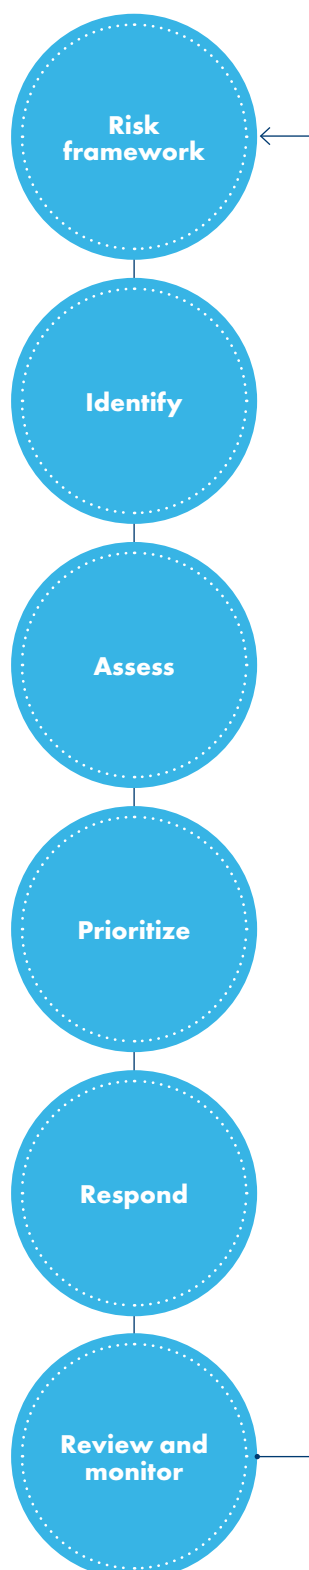 Risk
framework
Identify
Assess
Prioritize
Respond
Review and
monitor